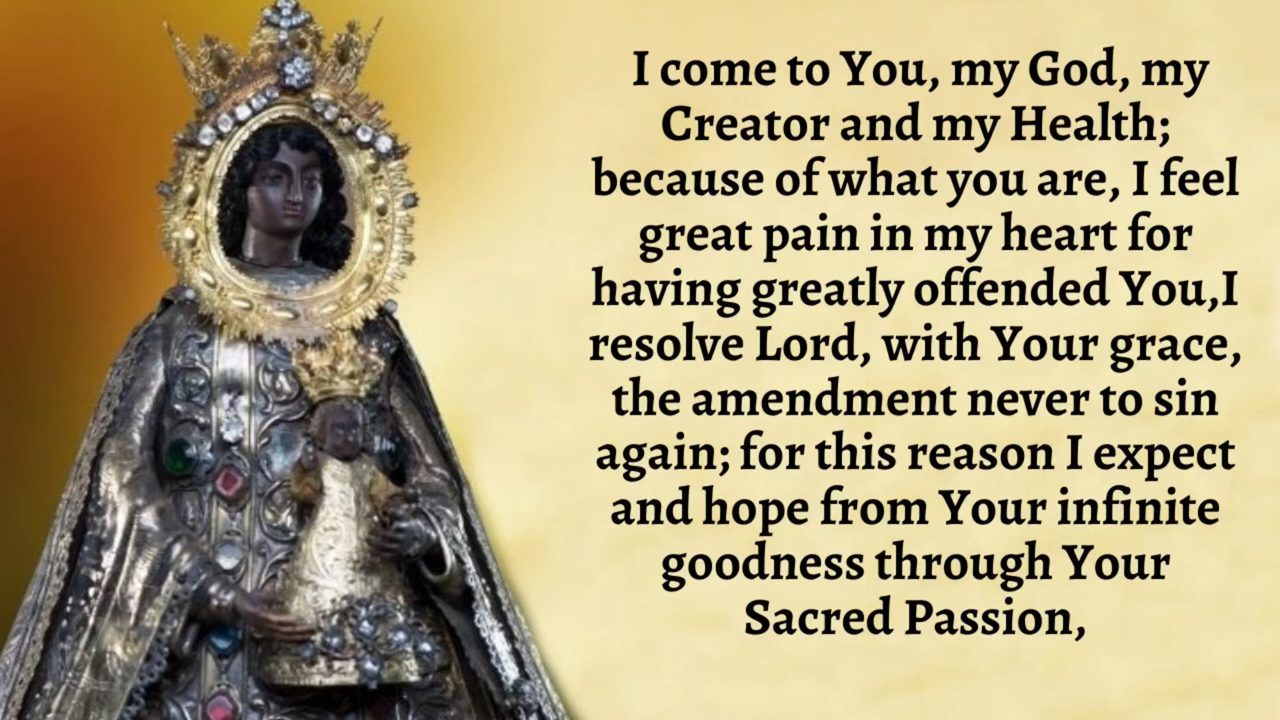 I come to You, my God, my
Creator and my Health;
because of what you are, I feel
great pain in my heart for
having greatly offended You,I
resolve Lord, with Your grace,
the amendment never to sin
again; for this reason I expect
and hope from Your infinite
goodness through Your
Sacred Passion,